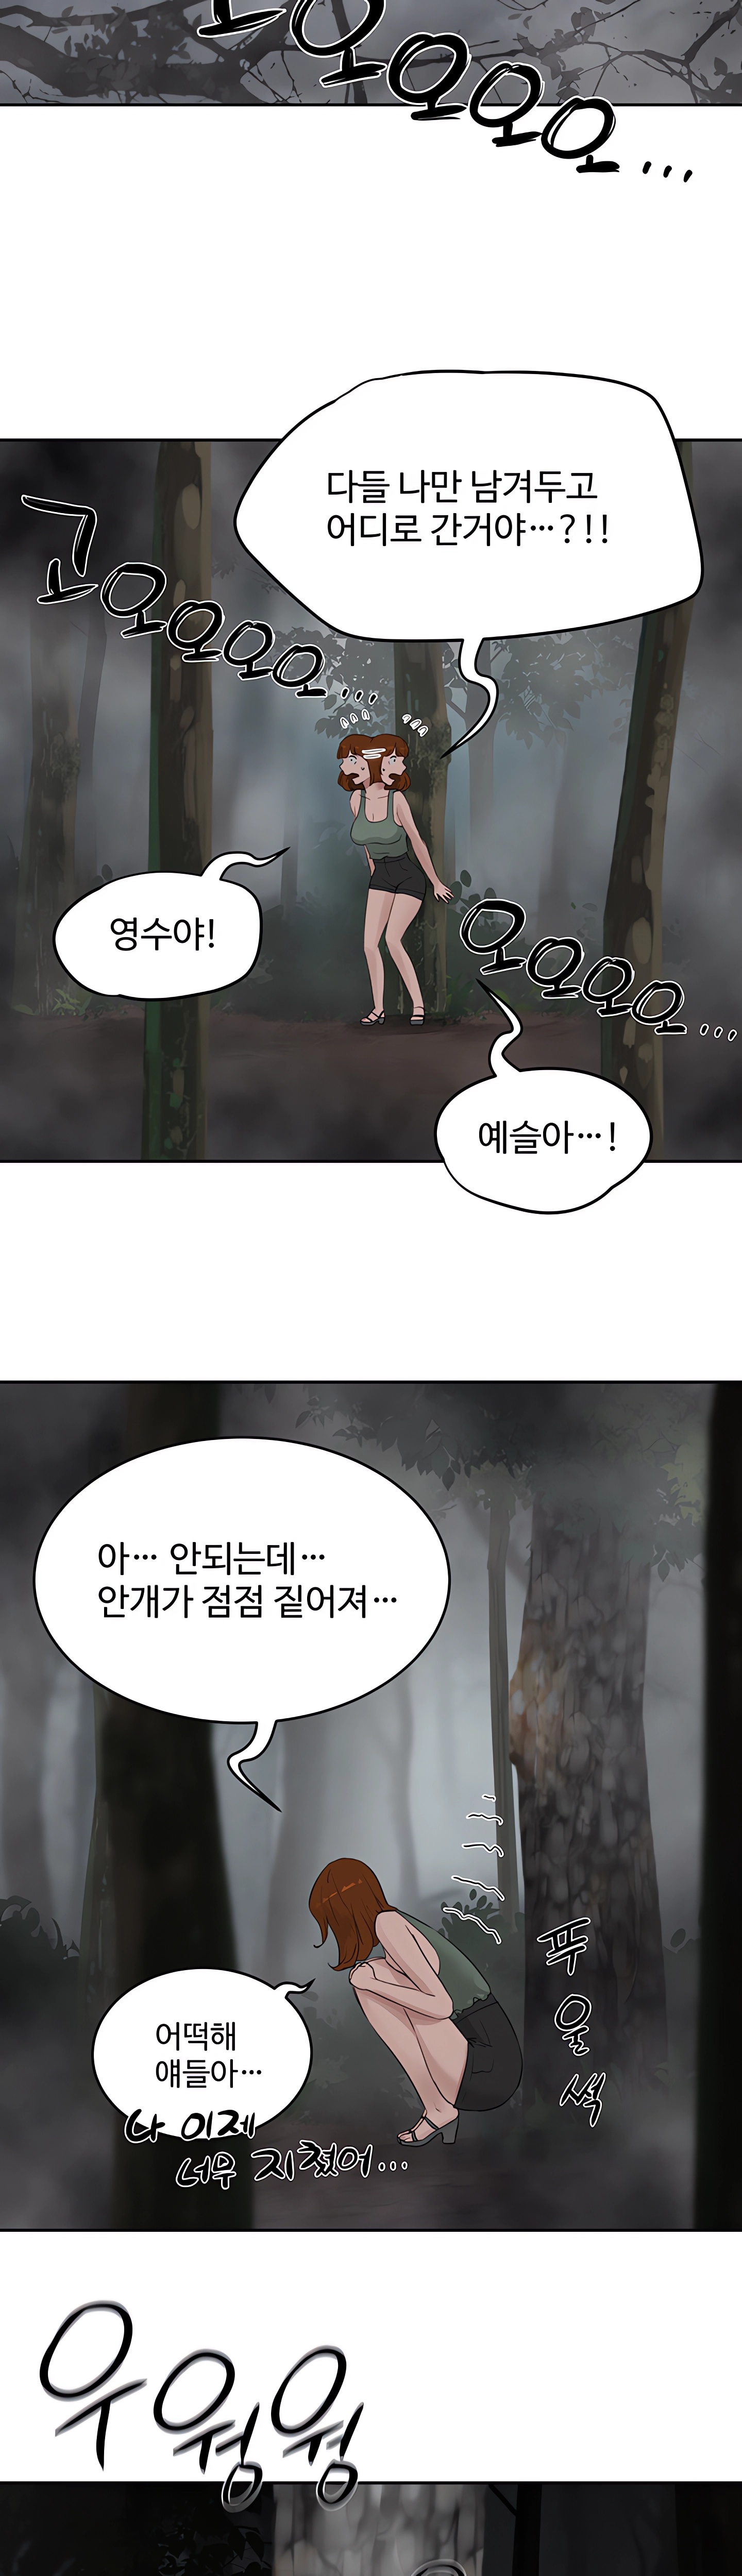 고오오오오...
다들 나만 남겨두고
어디로 간거야…?!!
고오오오오...
영수야!
오오오오...
예슬아…!
아… 안되는데…
안개가 점점 짙어져…
푸울썩
어떡해
얘들아…
나 이제
너무 지쳤어...
우웡웡